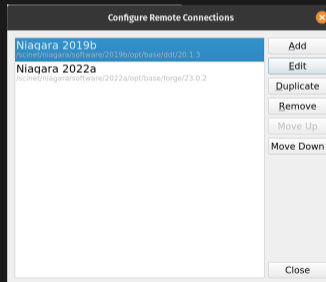 Configure Remote Connections
Niagara 2019b
/scinet/niagara/software/2019b/opt/base/ddt/20.1.3
Niagara 2022a
/scinet/niagara/software/2022a/opt/base/forge/23.0.2
Add
Edit
Duplicate
Remove
Move Up
Move Down
Close